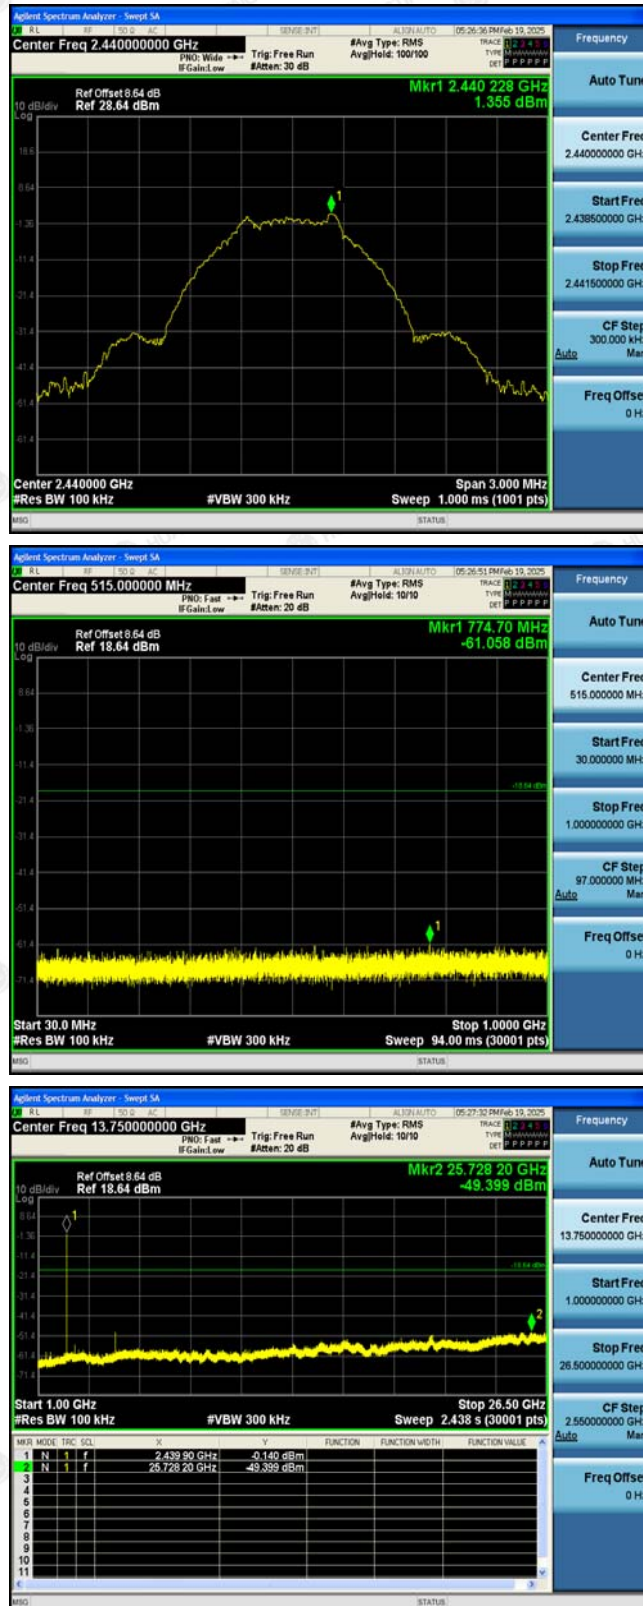 Agilent Spectrum Analyzer - Swept SA
RL RF 50 Ω AC SENSE:INT ALIGN AUTO 05:26:36 PM Feb 19, 2025
Center Freq 2.440000000 GHz
PNO: Wide
IFGain:Low
Trig: Free Run
#Atten: 30 dB
#Avg Type: RMS
Avg|Hold: 100/100
TRACE 1 2 3 4 5 6
TYPE M
DET P P P P P P
Mkr1 2.440 228 GHz
1.355 dBm
Ref Offset 8.64 dB
10 dB/div Ref 28.64 dBm
Log
18.6
8.64
-1.36
-11.4
-21.4
-31.4
-41.4
-51.4
-61.4
1
Center 2.440000 GHz Span 3.000 MHz
#Res BW 100 kHz #VBW 300 kHz Sweep 1.000 ms (1001 pts)
MSG STATUS
Frequency
Auto Tune
Center Freq
2.440000000 GHz
Start Freq
2.438500000 GHz
Stop Freq
2.441500000 GHz
CF Step
300.000 kHz
Auto Man
Freq Offset
0 Hz
Agilent Spectrum Analyzer - Swept SA
RL RF 50 Ω AC SENSE:INT ALIGN AUTO 05:26:51 PM Feb 19, 2025
Center Freq 515.000000 MHz
PNO: Fast
IFGain:Low
Trig: Free Run
#Atten: 20 dB
#Avg Type: RMS
Avg|Hold: 10/10
TRACE 1 2 3 4 5 6
TYPE M
DET P P P P P P
Mkr1 774.70 MHz
-61.058 dBm
Ref Offset 8.64 dB
10 dB/div Ref 18.64 dBm
Log
8.64
-1.36
-11.4
-21.4
-31.4
-41.4
-51.4
-61.4
-71.4
-18.64 dBm
1
Start 30.0 MHz Stop 1.0000 GHz
#Res BW 100 kHz #VBW 300 kHz Sweep 94.00 ms (30001 pts)
MSG STATUS
Frequency
Auto Tune
Center Freq
515.000000 MHz
Start Freq
30.000000 MHz
Stop Freq
1.000000000 GHz
CF Step
97.000000 MHz
Auto Man
Freq Offset
0 Hz
Agilent Spectrum Analyzer - Swept SA
RL RF 50 Ω AC SENSE:INT ALIGN AUTO 05:27:32 PM Feb 19, 2025
Center Freq 13.750000000 GHz
PNO: Fast
IFGain:Low
Trig: Free Run
#Atten: 20 dB
#Avg Type: RMS
Avg|Hold: 10/10
TRACE 1 2 3 4 5 6
TYPE M
DET P P P P P P
Mkr2 25.728 20 GHz
-49.399 dBm
Ref Offset 8.64 dB
10 dB/div Ref 18.64 dBm
Log
8.64
-1.36
-11.4
-21.4
-31.4
-41.4
-51.4
-61.4
-71.4
-18.64 dBm
1
2
Start 1.00 GHz Stop 26.50 GHz
#Res BW 100 kHz #VBW 300 kHz Sweep 2.438 s (30001 pts)
MKR MODE TRC SCL X Y FUNCTION FUNCTION WIDTH FUNCTION VALUE
1 N 1 f 2.439 90 GHz -0.140 dBm
2 N 1 f 25.728 20 GHz -49.399 dBm
3
4
5
6
7
8
9
10
11
MSG STATUS
Frequency
Auto Tune
Center Freq
13.750000000 GHz
Start Freq
1.000000000 GHz
Stop Freq
26.500000000 GHz
CF Step
2.550000000 GHz
Auto Man
Freq Offset
0 Hz